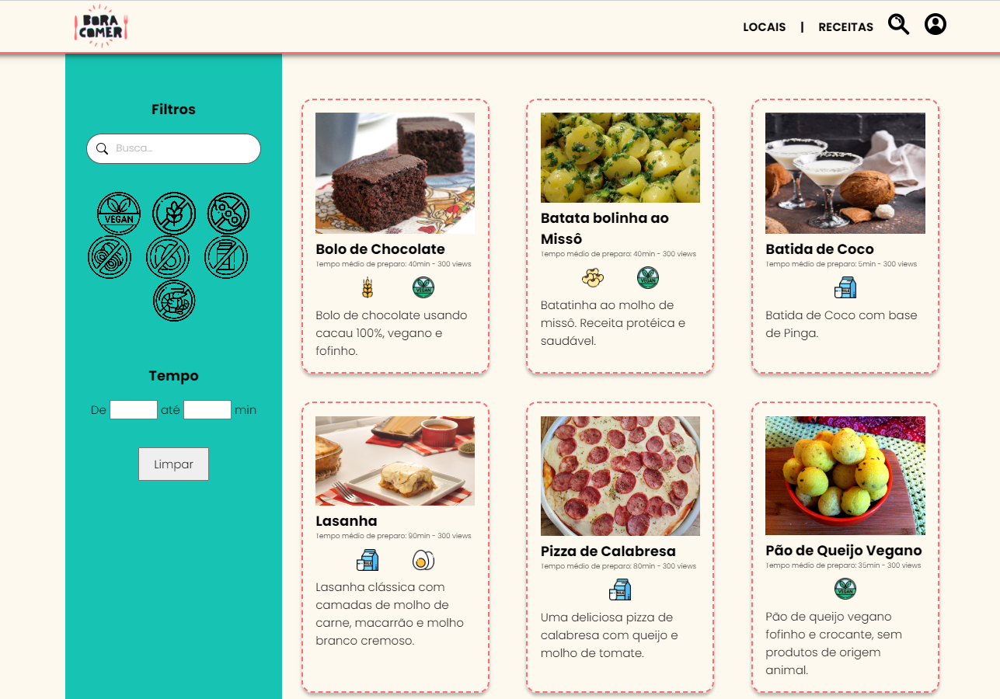 BORA
COMER
LOCAIS | RECEITAS
Filtros
Busca...
VEGAN
Tempo
De até min
Limpar
Bolo de Chocolate
Tempo médio de preparo: 40min - 300 views
VEGAN
Bolo de chocolate usando
cacau 100%, vegano e
fofinho.
Batata bolinha ao
Missô
Tempo médio de preparo: 40min - 300 views
VEGAN
Batatinha ao molho de
missô. Receita protéica e
saudável.
Batida de Coco
Tempo médio de preparo: 5min - 300 views
Batida de Coco com base
de Pinga.
Lasanha
Tempo médio de preparo: 90min - 300 views
Lasanha clássica com
camadas de molho de
carne, macarrão e molho
branco cremoso.
Pizza de Calabresa
Tempo médio de preparo: 80min - 300 views
Uma deliciosa pizza de
calabresa com queijo e
molho de tomate.
Pão de Queijo Vegano
Tempo médio de preparo: 35min - 300 views
VEGAN
Pão de queijo vegano
fofinho e crocante, sem
produtos de origem
animal.